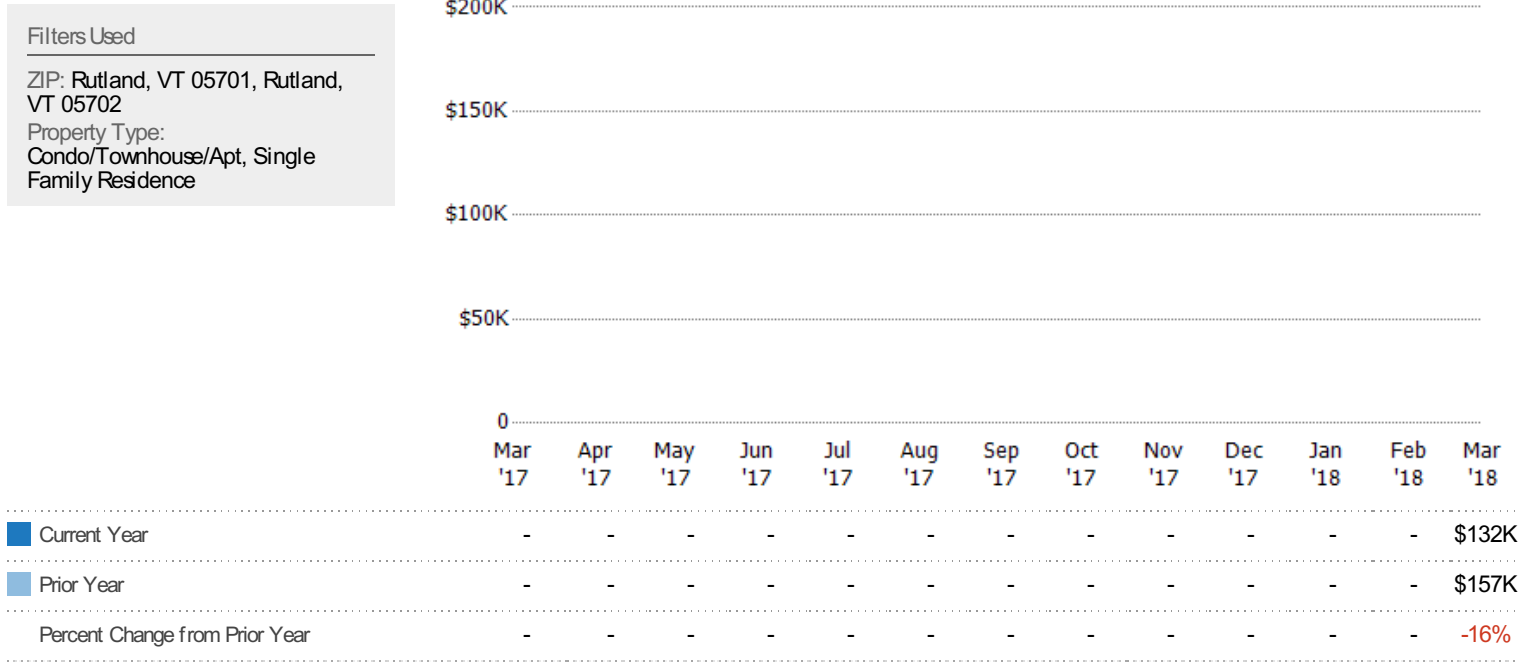 Filters Used
ZIP: Rutland, VT 05701, Rutland,
VT 05702
Property Type:
Condo/Townhouse/Apt, Single
Family Residence
$200K
$150K
$100K
$50K
0
Mar Apr May Jun Jul Aug Sep Oct Nov Dec Jan Feb Mar
'17 '17 '17 '17 '17 '17 '17 '17 '17 '17 '18 '18 '18
Current Year - - - - - - - - - - - - $132K
Prior Year - - - - - - - - - - - - $157K
Percent Change from Prior Year - - - - - - - - - - - - -16%